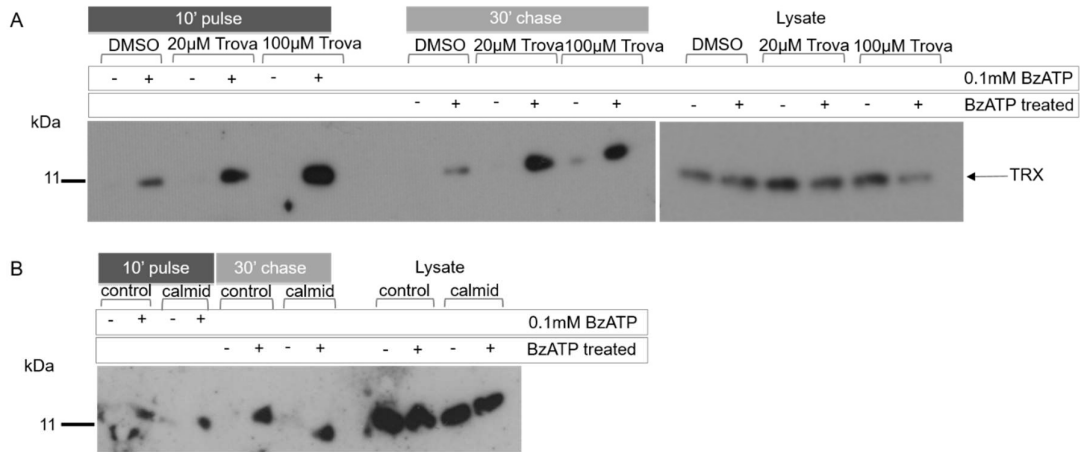 A
10’ pulse
30’ chase
Lysate
DMSO 20µM Trova 100µM Trova
DMSO 20µM Trova 100µM Trova
DMSO 20µM Trova 100µM Trova
- + - + - + 0.1mM BzATP
- + - + - + - + - + - + BzATP treated
kDa
11
TRX
B
10’ pulse
30’ chase
Lysate
control calmid control calmid control calmid
- + - + 0.1mM BzATP
- + - + - + - + BzATP treated
kDa
11